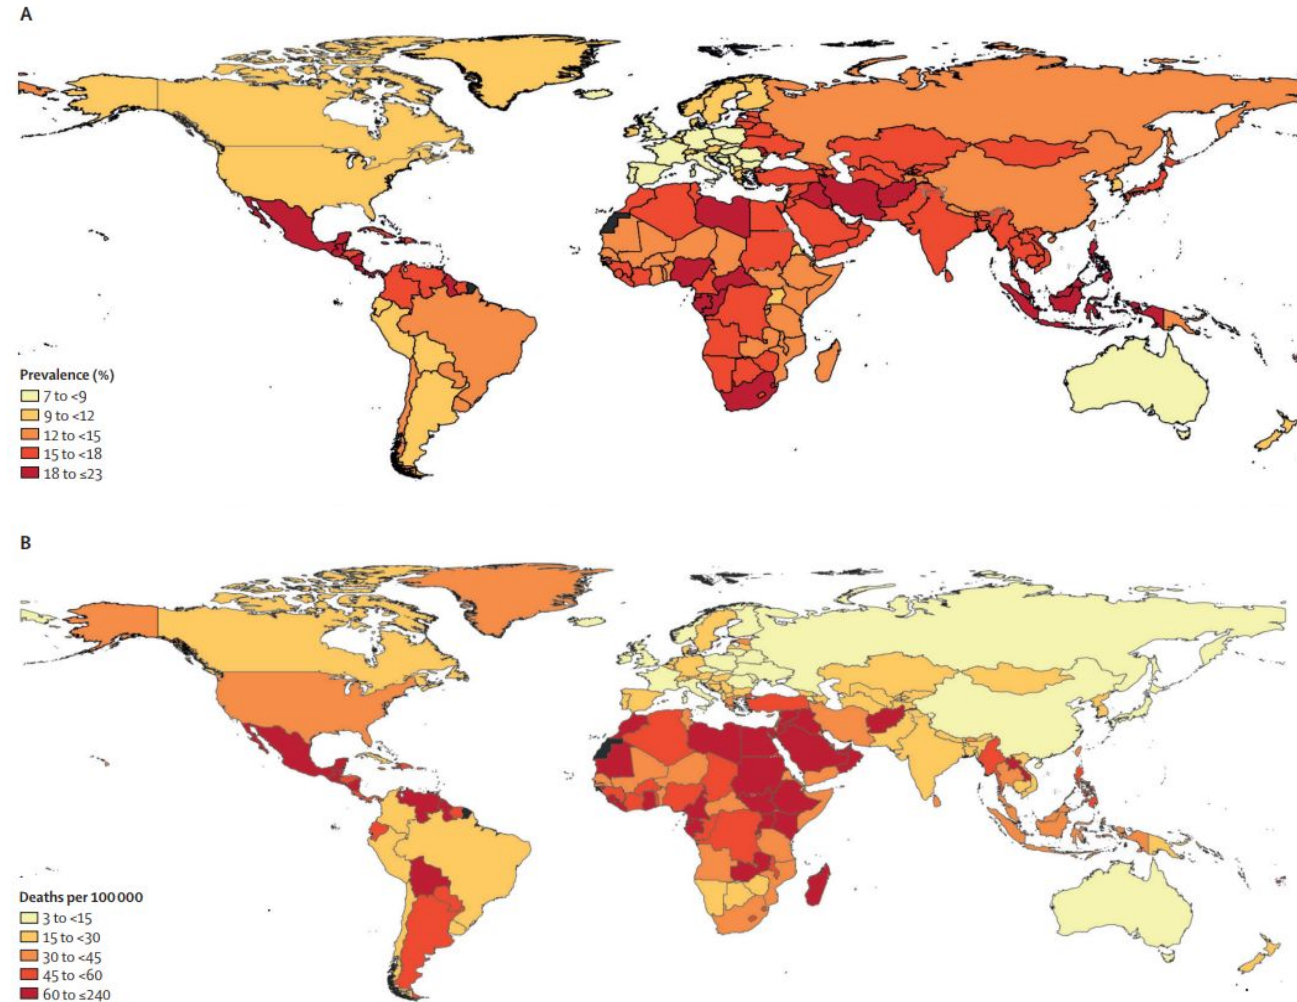 A
Prevalence (%)
7 to <9
9 to <12
12 to <15
15 to <18
18 to ≤23
B
Deaths per 100 000
3 to <15
15 to <30
30 to <45
45 to <60
60 to ≤240